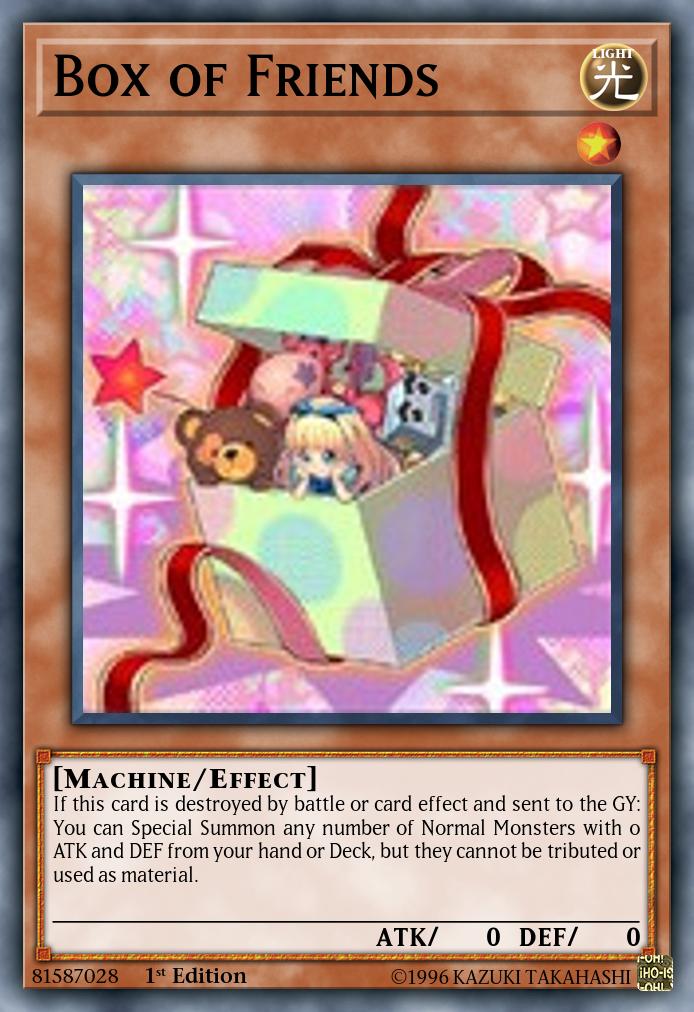 Box of Friends
LIGHT
光
[Machine/Effect]
If this card is destroyed by battle or card effect and sent to the GY:
You can Special Summon any number of Normal Monsters with 0
ATK and DEF from your hand or Deck, but they cannot be tributed or
used as material.
ATK/ 0 DEF/ 0
81587028 1st Edition ©1996 KAZUKI TAKAHASHI